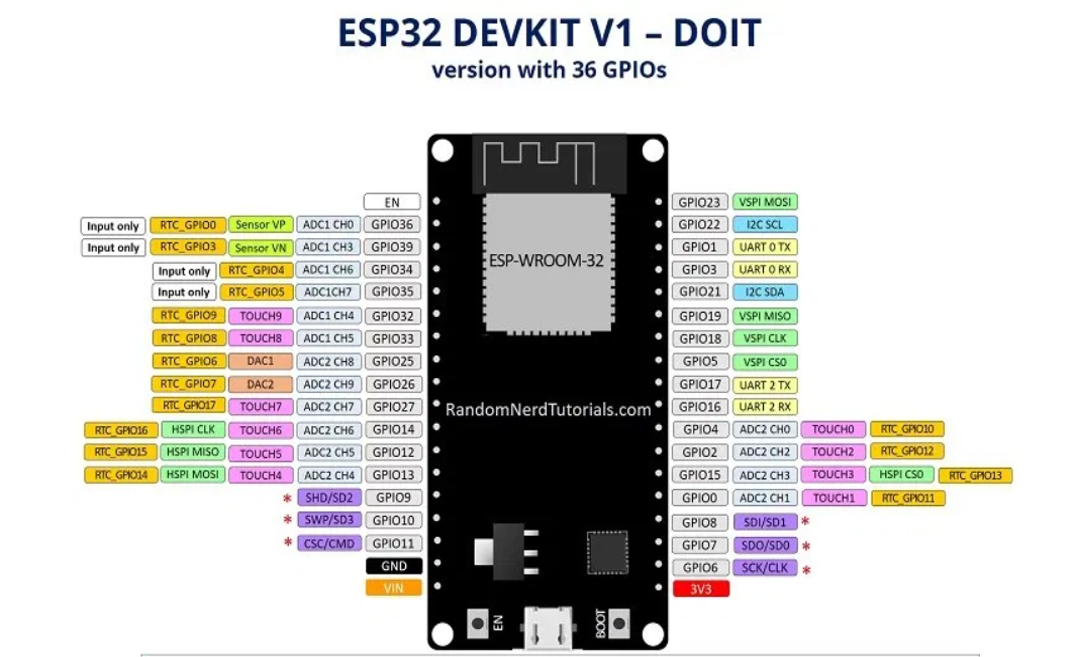 ESP32 DEVKIT V1 – DOIT
version with 36 GPIOs
EN GPIO23 VSPI MOSI
Input only RTC_GPIO0 Sensor VP ADC1 CH0 GPIO36 GPIO22 I2C SCL
Input only RTC_GPIO3 Sensor VN ADC1 CH3 GPIO39 GPIO1 UART 0 TX
Input only RTC_GPIO4 ADC1 CH6 GPIO34 ESP-WROOM-32 GPIO3 UART 0 RX
Input only RTC_GPIO5 ADC1CH7 GPIO35 GPIO21 I2C SDA
RTC_GPIO9 TOUCH9 ADC1 CH4 GPIO32 GPIO19 VSPI MISO
RTC_GPIO8 TOUCH8 ADC1 CH5 GPIO33 GPIO18 VSPI CLK
RTC_GPIO6 DAC1 ADC2 CH8 GPIO25 GPIO5 VSPI CS0
RTC_GPIO7 DAC2 ADC2 CH9 GPIO26 GPIO17 UART 2 TX
RTC_GPIO17 TOUCH7 ADC2 CH7 GPIO27 RandomNerdTutorials.com GPIO16 UART 2 RX
RTC_GPIO16 HSPI CLK TOUCH6 ADC2 CH6 GPIO14 GPIO4 ADC2 CH0 TOUCH0 RTC_GPIO10
RTC_GPIO15 HSPI MISO TOUCH5 ADC2 CH5 GPIO12 GPIO2 ADC2 CH2 TOUCH2 RTC_GPIO12
RTC_GPIO14 HSPI MOSI TOUCH4 ADC2 CH4 GPIO13 GPIO15 ADC2 CH3 TOUCH3 HSPI CS0 RTC_GPIO13
* SHD/SD2 GPIO9 GPIO0 ADC2 CH1 TOUCH1 RTC_GPIO11
* SWP/SD3 GPIO10 GPIO8 SDI/SD1 *
* CSC/CMD GPIO11 GPIO7 SDO/SD0 *
GND GPIO6 SCK/CLK *
VIN 3V3
EN BOOT